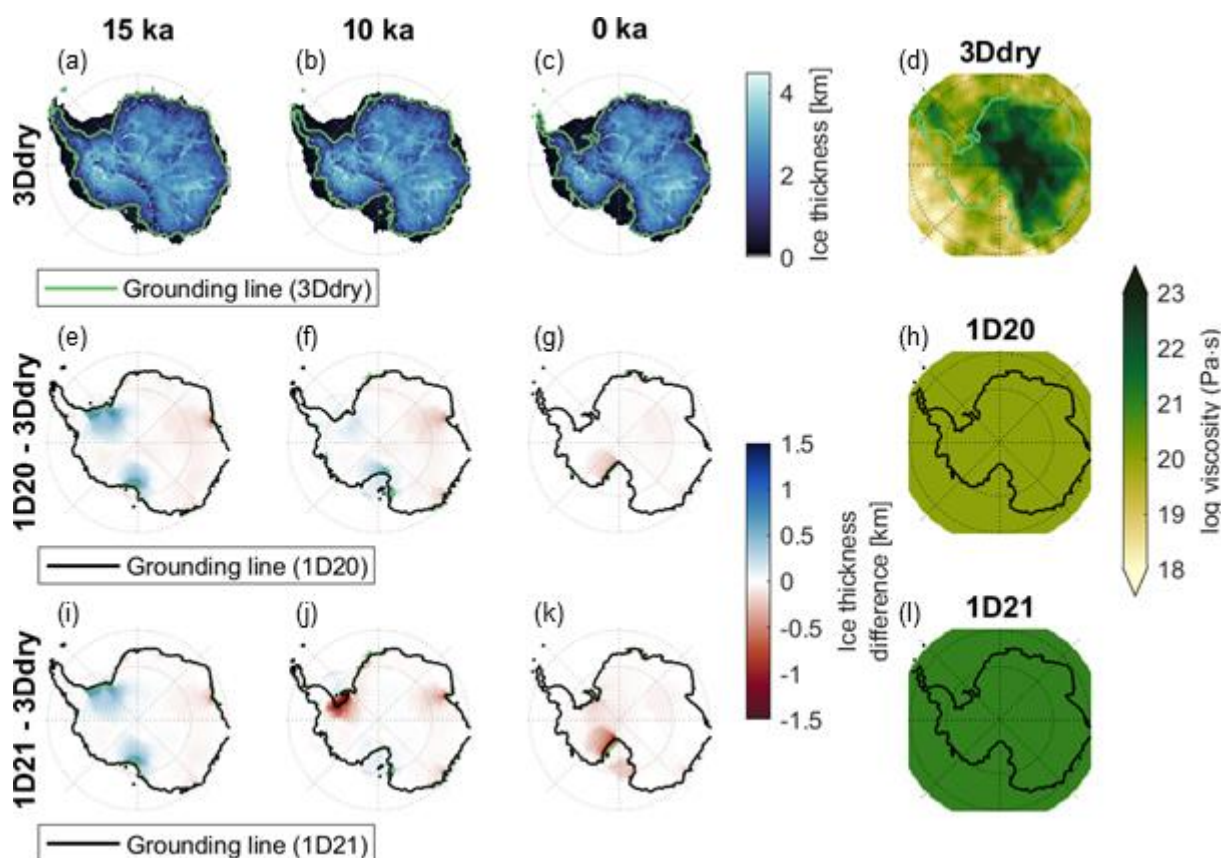 15 ka 10 ka 0 ka
(a) (b) (c) (d) 3Ddry
3Ddry
4
2
0
Ice thickness [km]
Grounding line (3Ddry)
(e) (f) (g) (h) 1D20
1D20 - 3Ddry
Grounding line (1D20)
1.5
1
0.5
0
-0.5
-1
-1.5
Ice thickness
difference [km]
23
22
21
20
19
18
log viscosity (Pa·s)
(i) (j) (k) (l) 1D21
1D21 - 3Ddry
Grounding line (1D21)